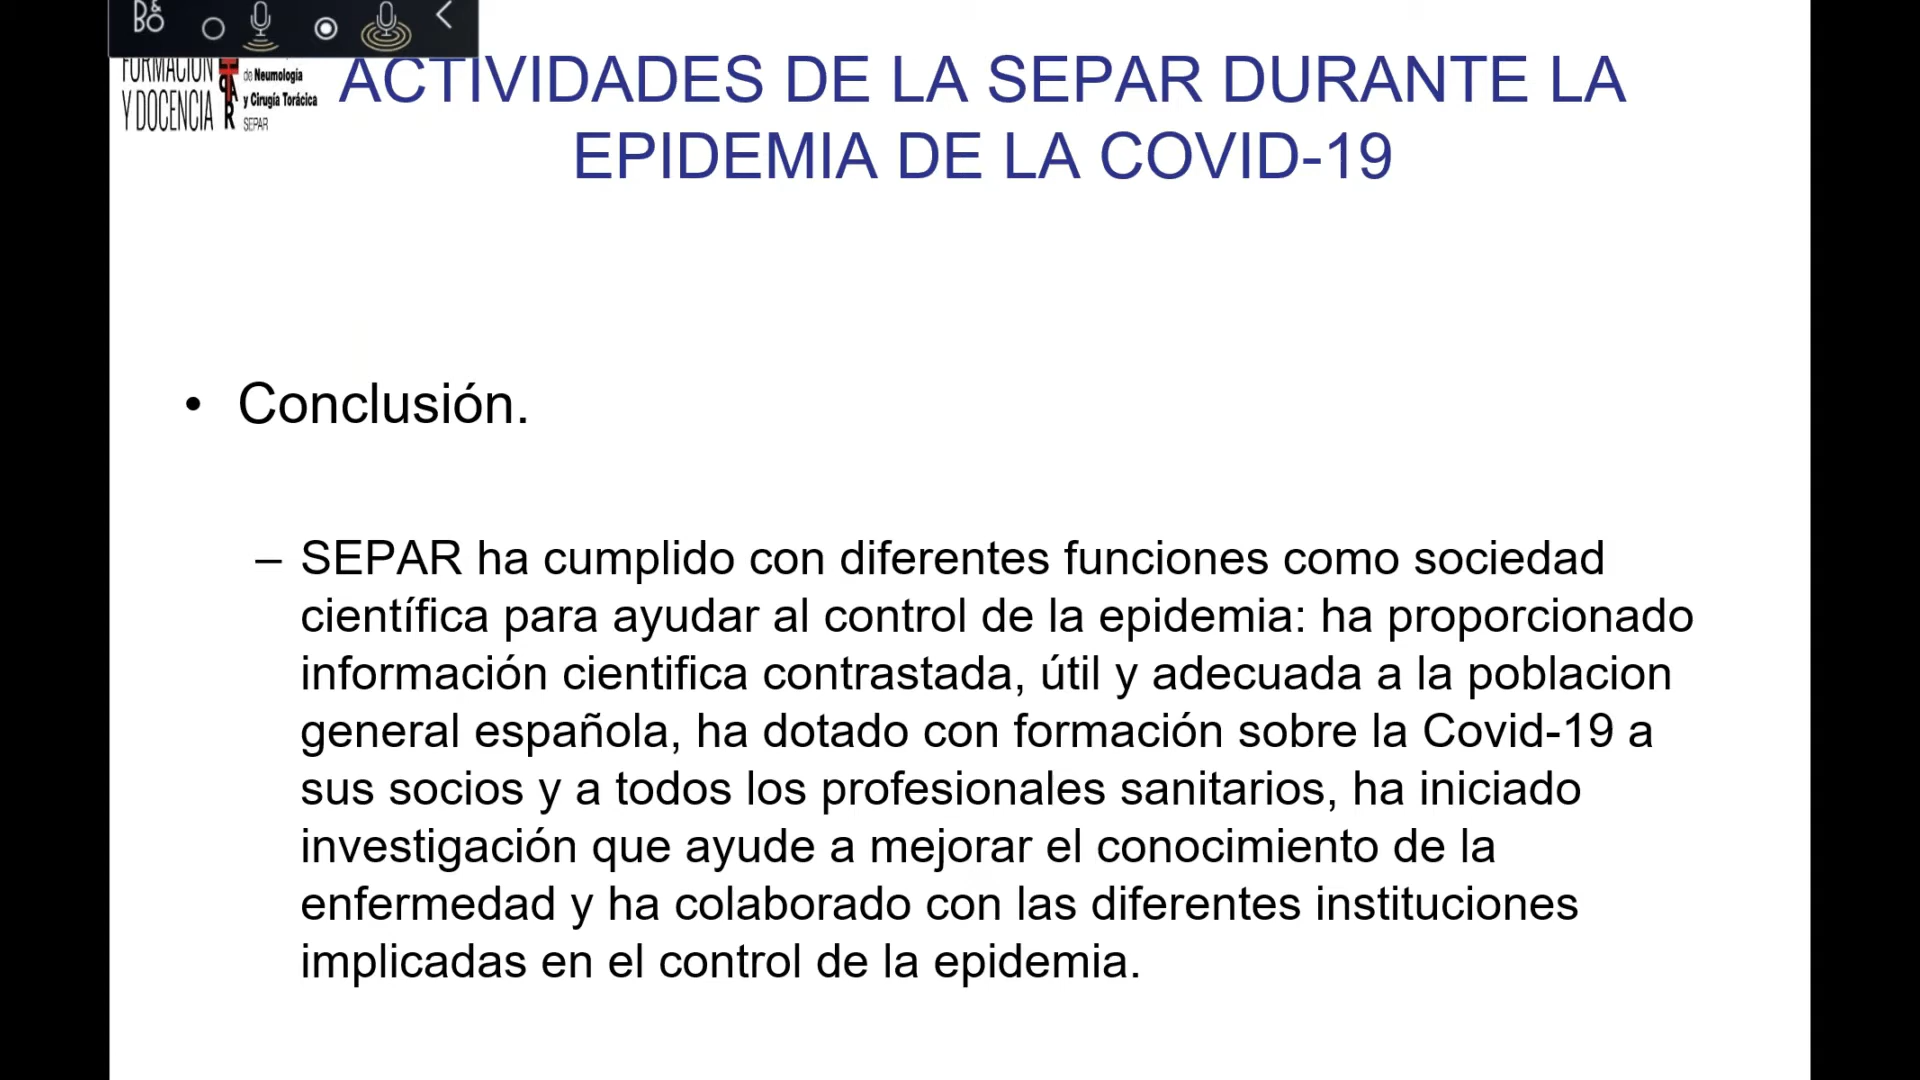 B&O
FORMACIÓN
Y DOCENCIA
de Neumología
y Cirugía Torácica
SEPAR
ACTIVIDADES DE LA SEPAR DURANTE LA
EPIDEMIA DE LA COVID-19
• Conclusión.
– SEPAR ha cumplido con diferentes funciones como sociedad
científica para ayudar al control de la epidemia: ha proporcionado
información cientifica contrastada, útil y adecuada a la poblacion
general española, ha dotado con formación sobre la Covid-19 a
sus socios y a todos los profesionales sanitarios, ha iniciado
investigación que ayude a mejorar el conocimiento de la
enfermedad y ha colaborado con las diferentes instituciones
implicadas en el control de la epidemia.